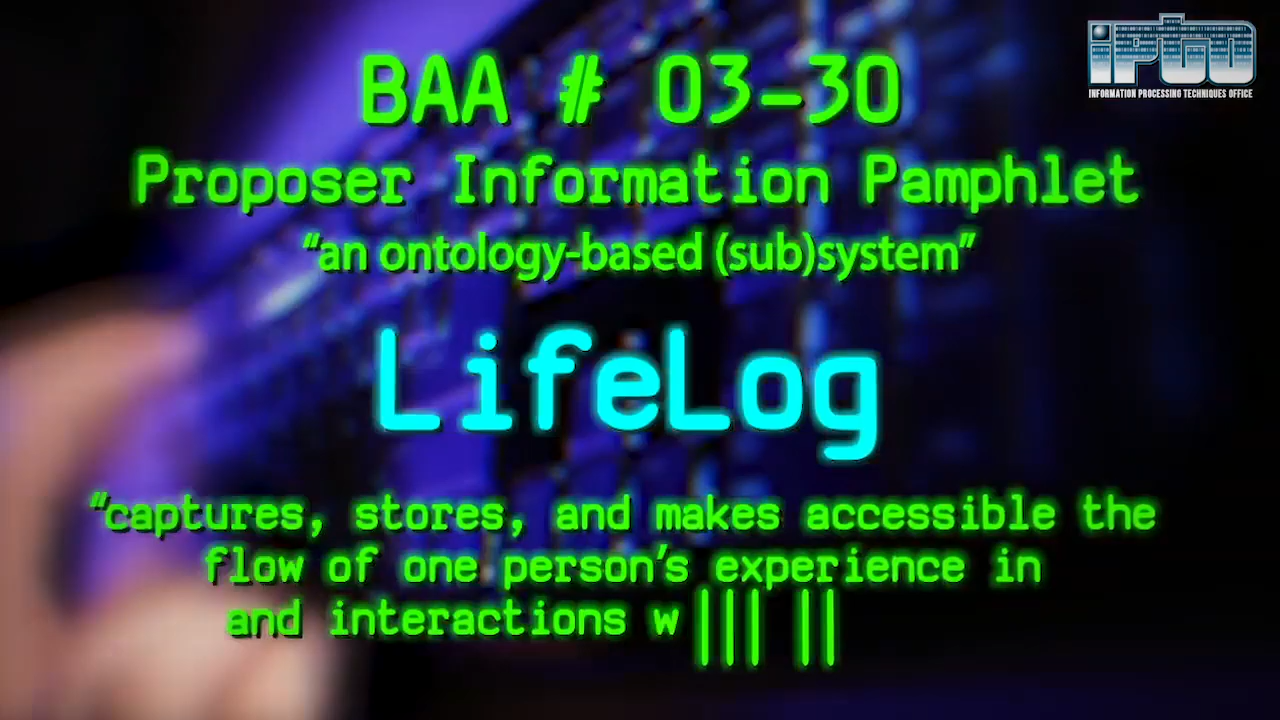 BAA # 03-30
iPTO
INFORMATION PROCESSING TECHNIQUES OFFICE
Proposer Information Pamphlet
“an ontology-based (sub)system”
LifeLog
“captures, stores, and makes accessible the
flow of one person’s experience in
and interactions w